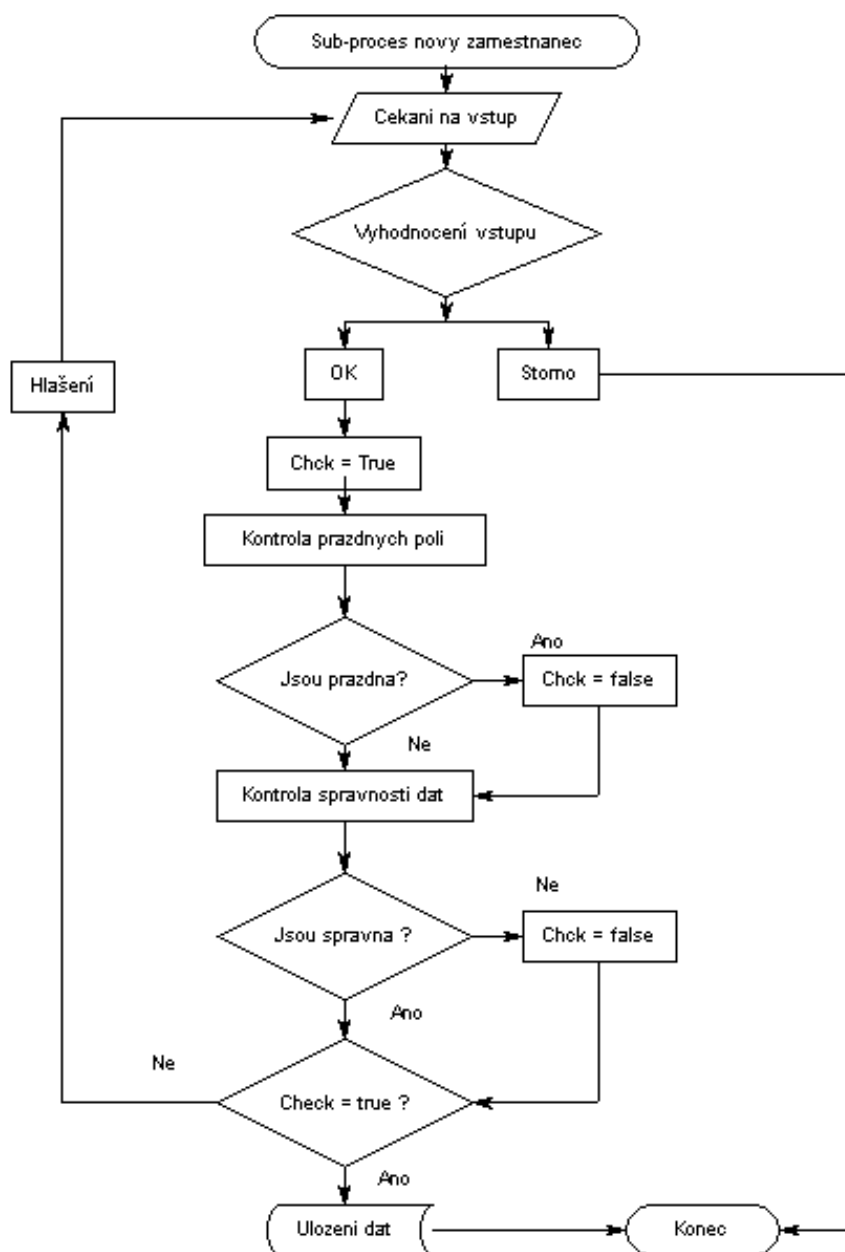 Sub-proces novy zamestnanec
Cekani na vstup
Vyhodnocení vstupu
OK
Storno
Hlašení
Chck = True
Kontrola prazdnych poli
Jsou prazdna?
Ano
Chck = false
Ne
Kontrola spravnosti dat
Jsou spravna ?
Ne
Chck = false
Ano
Ne
Check = true ?
Ano
Ulozeni dat
Konec